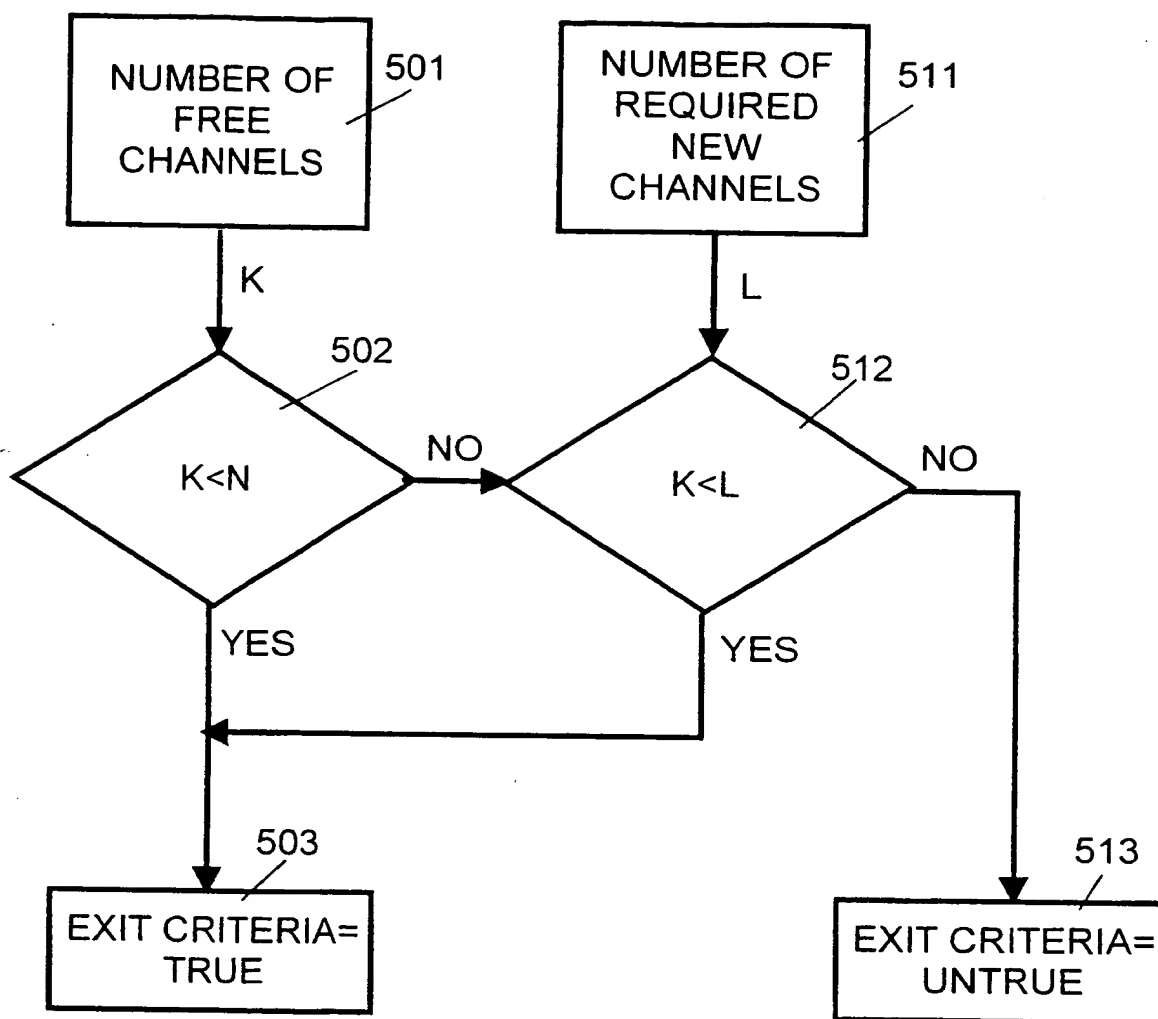 NUMBER OF
FREE
CHANNELS
501
NUMBER OF
REQUIRED
NEW
CHANNELS
511
K
L
502
512
K<N
NO
K<L
NO
YES
YES
503
EXIT CRITERIA=
TRUE
513
EXIT CRITERIA=
UNTRUE